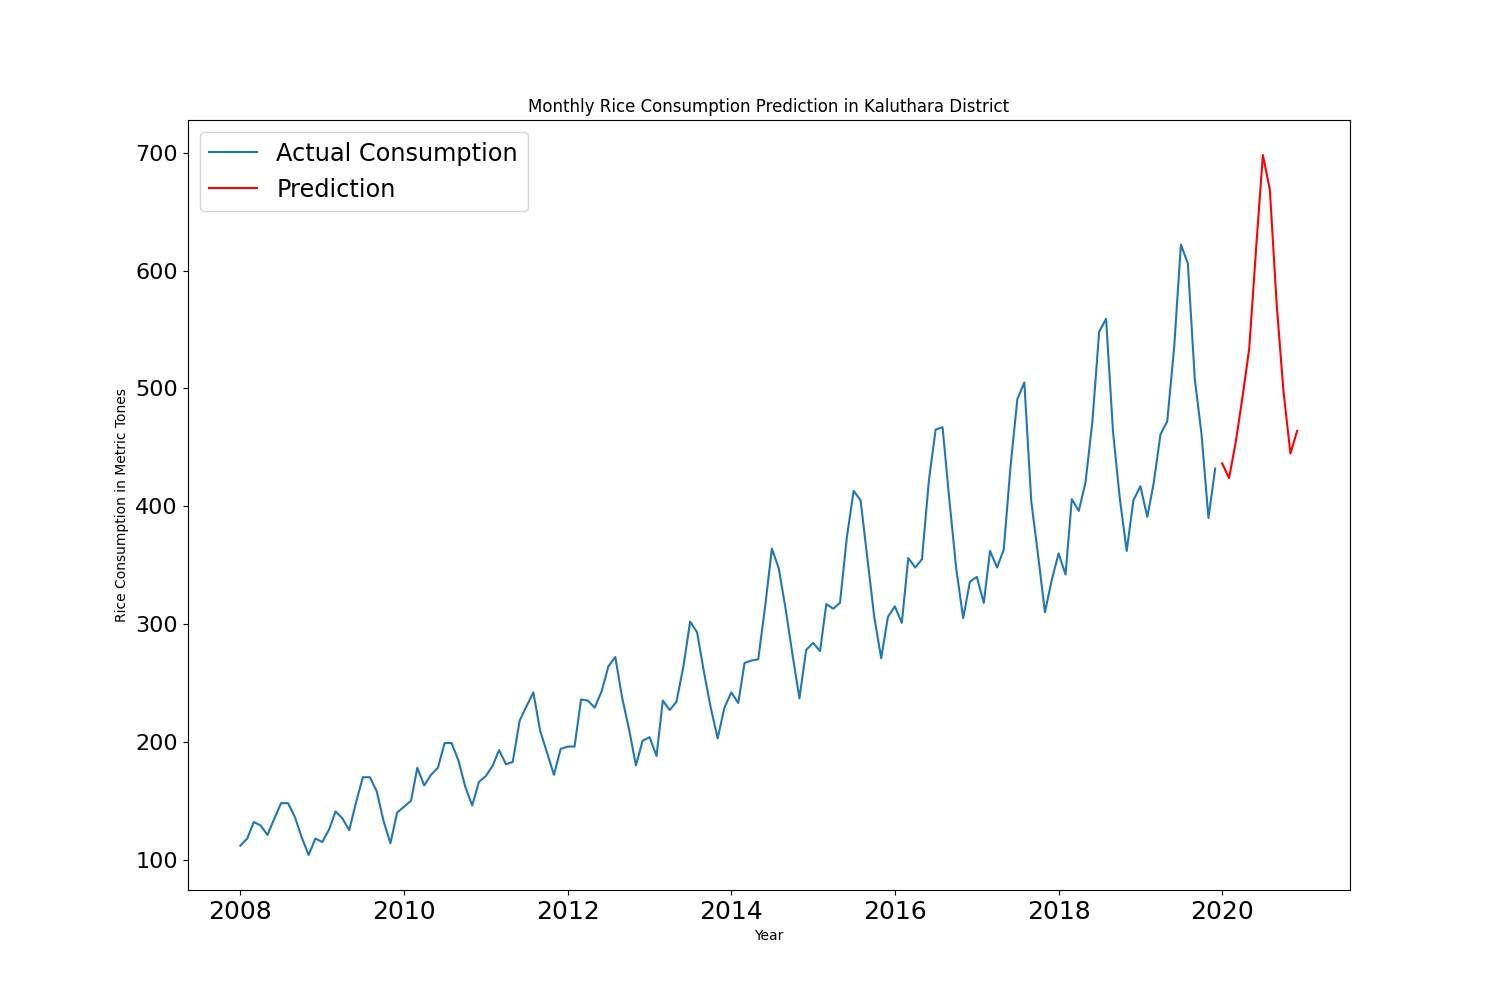 Monthly Rice Consumption Prediction in Kaluthara District
Actual Consumption
Prediction
700
600
500
400
300
200
100
Rice Consumption in Metric Tones
2008 2010 2012 2014 2016 2018 2020
Year